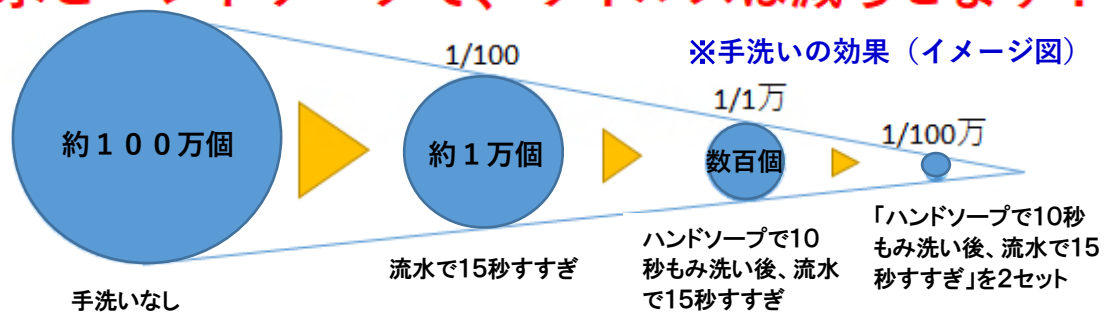 ※手洗いの効果（イメージ図）
1/100
1/1万
1/100万
約１００万個
約１万個
数百個
手洗いなし
流水で15秒すすぎ
ハンドソープで10
秒もみ洗い後、流水
で15秒すすぎ
「ハンドソープで10秒
もみ洗い後、流水で15
秒すすぎ」を2セット